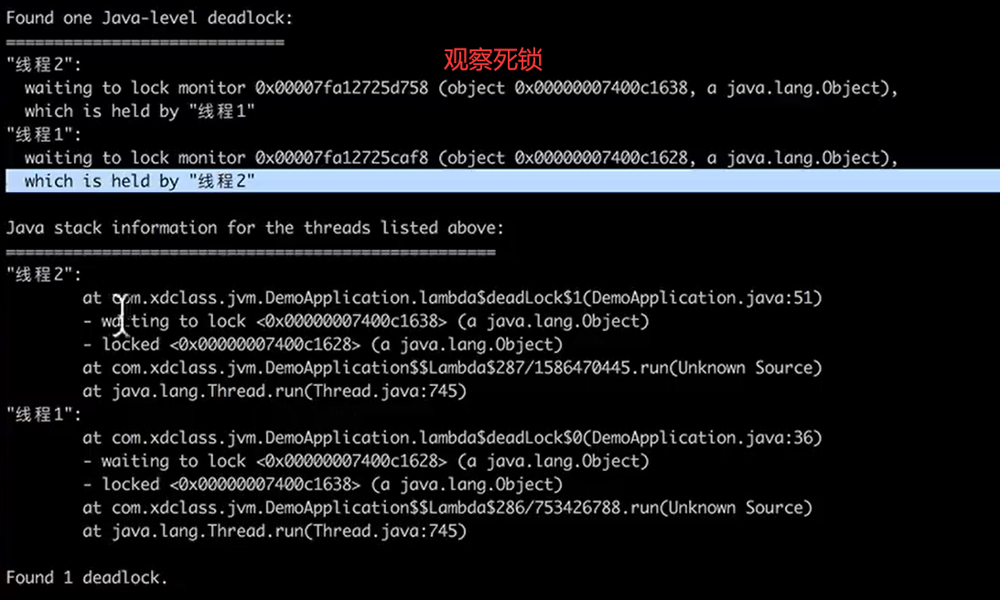 Found one Java-level deadlock:
=============================
观察死锁
"线程2":
  waiting to lock monitor 0x00007fa12725d758 (object 0x00000007400c1638, a java.lang.Object),
  which is held by "线程1"
"线程1":
  waiting to lock monitor 0x00007fa12725caf8 (object 0x00000007400c1628, a java.lang.Object),
  which is held by "线程2"
Java stack information for the threads listed above:
===================================================
"线程2":
        at com.xdclass.jvm.DemoApplication.lambda$deadLock$1(DemoApplication.java:51)
        - waiting to lock <0x00000007400c1638> (a java.lang.Object)
        - locked <0x00000007400c1628> (a java.lang.Object)
        at com.xdclass.jvm.DemoApplication$$Lambda$287/1586470445.run(Unknown Source)
        at java.lang.Thread.run(Thread.java:745)
"线程1":
        at com.xdclass.jvm.DemoApplication.lambda$deadLock$0(DemoApplication.java:36)
        - waiting to lock <0x00000007400c1628> (a java.lang.Object)
        - locked <0x00000007400c1638> (a java.lang.Object)
        at com.xdclass.jvm.DemoApplication$$Lambda$286/753426788.run(Unknown Source)
        at java.lang.Thread.run(Thread.java:745)
Found 1 deadlock.